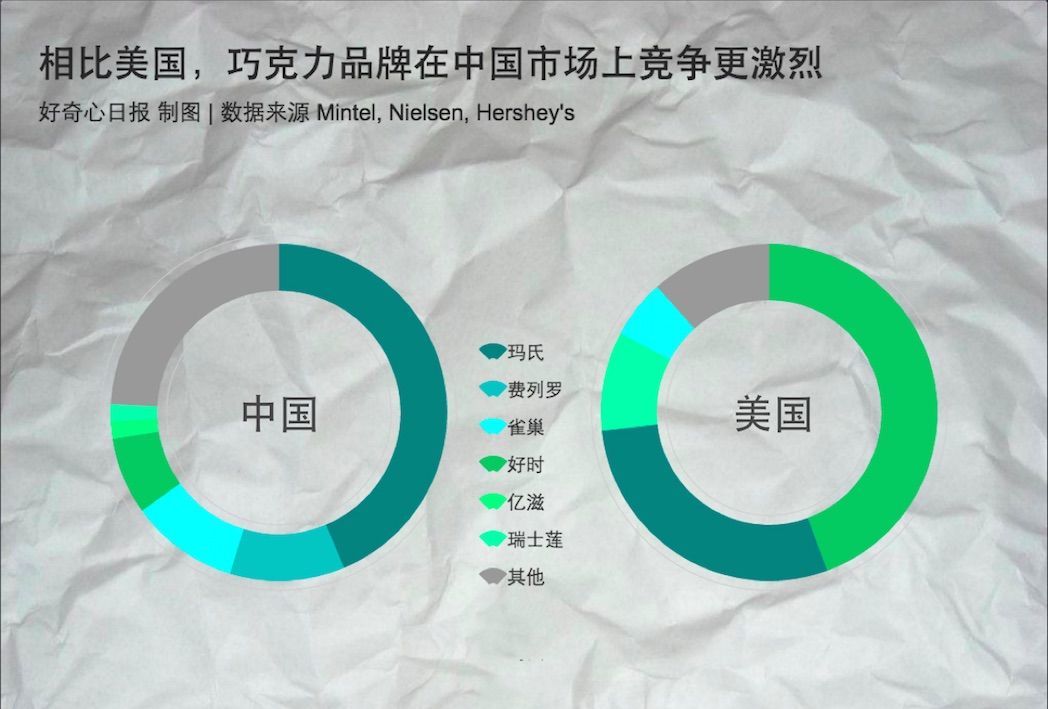 相比美国，巧克力品牌在中国市场上竞争更激烈
好奇心日报 制图 | 数据来源 Mintel, Nielsen, Hershey's
中国
玛氏
费列罗
雀巢
好时
亿滋
瑞士莲
其他
美国